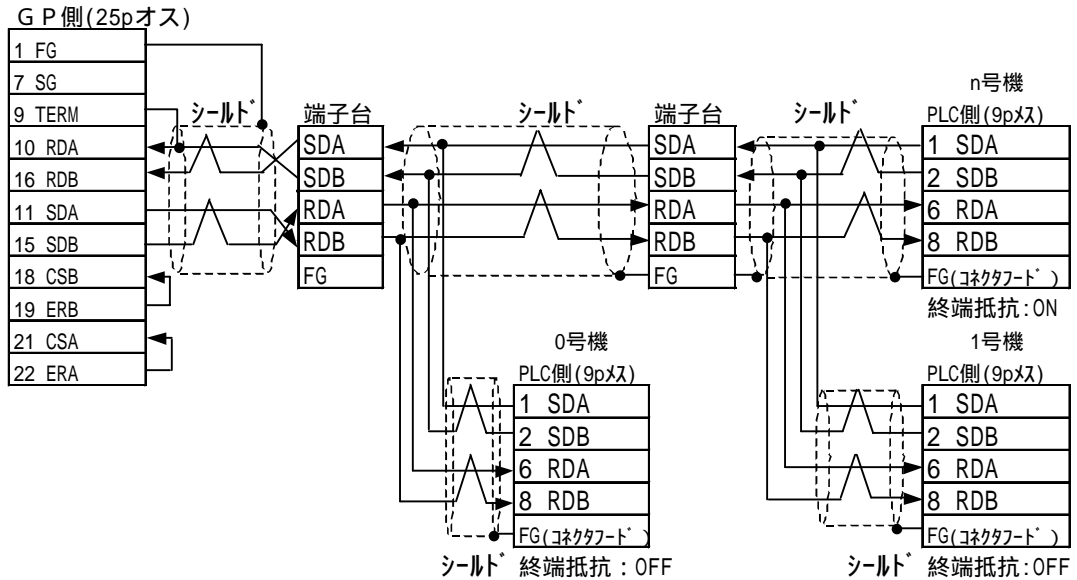 GP側(25pオス)
1 FG
7 SG
9 TERM
10 RDA
16 RDB
11 SDA
15 SDB
18 CSB
19 ERB
21 CSA
22 ERA
シールド
端子台
SDA
SDB
RDA
RDB
FG
シールド
端子台
SDA
SDB
RDA
RDB
FG
n号機
PLC側(9pメス)
1 SDA
2 SDB
6 RDA
8 RDB
FG(コネクタフード)
終端抵抗:ON
0号機
PLC側(9pメス)
1 SDA
2 SDB
6 RDA
8 RDB
FG(コネクタフード)
シールド 終端抵抗:OFF
1号機
PLC側(9pメス)
1 SDA
2 SDB
6 RDA
8 RDB
FG(コネクタフード)
シールド 終端抵抗:OFF